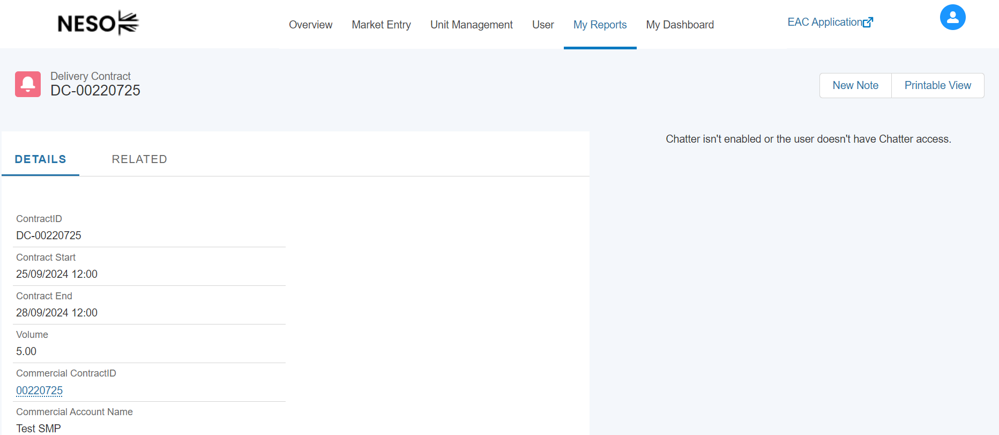 NESO
Overview Market Entry Unit Management User My Reports My Dashboard EAC Application
Delivery Contract
DC-00220725
New Note Printable View
Chatter isn't enabled or the user doesn't have Chatter access.
DETAILS RELATED
ContractID
DC-00220725
Contract Start
25/09/2024 12:00
Contract End
28/09/2024 12:00
Volume
5.00
Commercial ContractID
00220725
Commercial Account Name
Test SMP